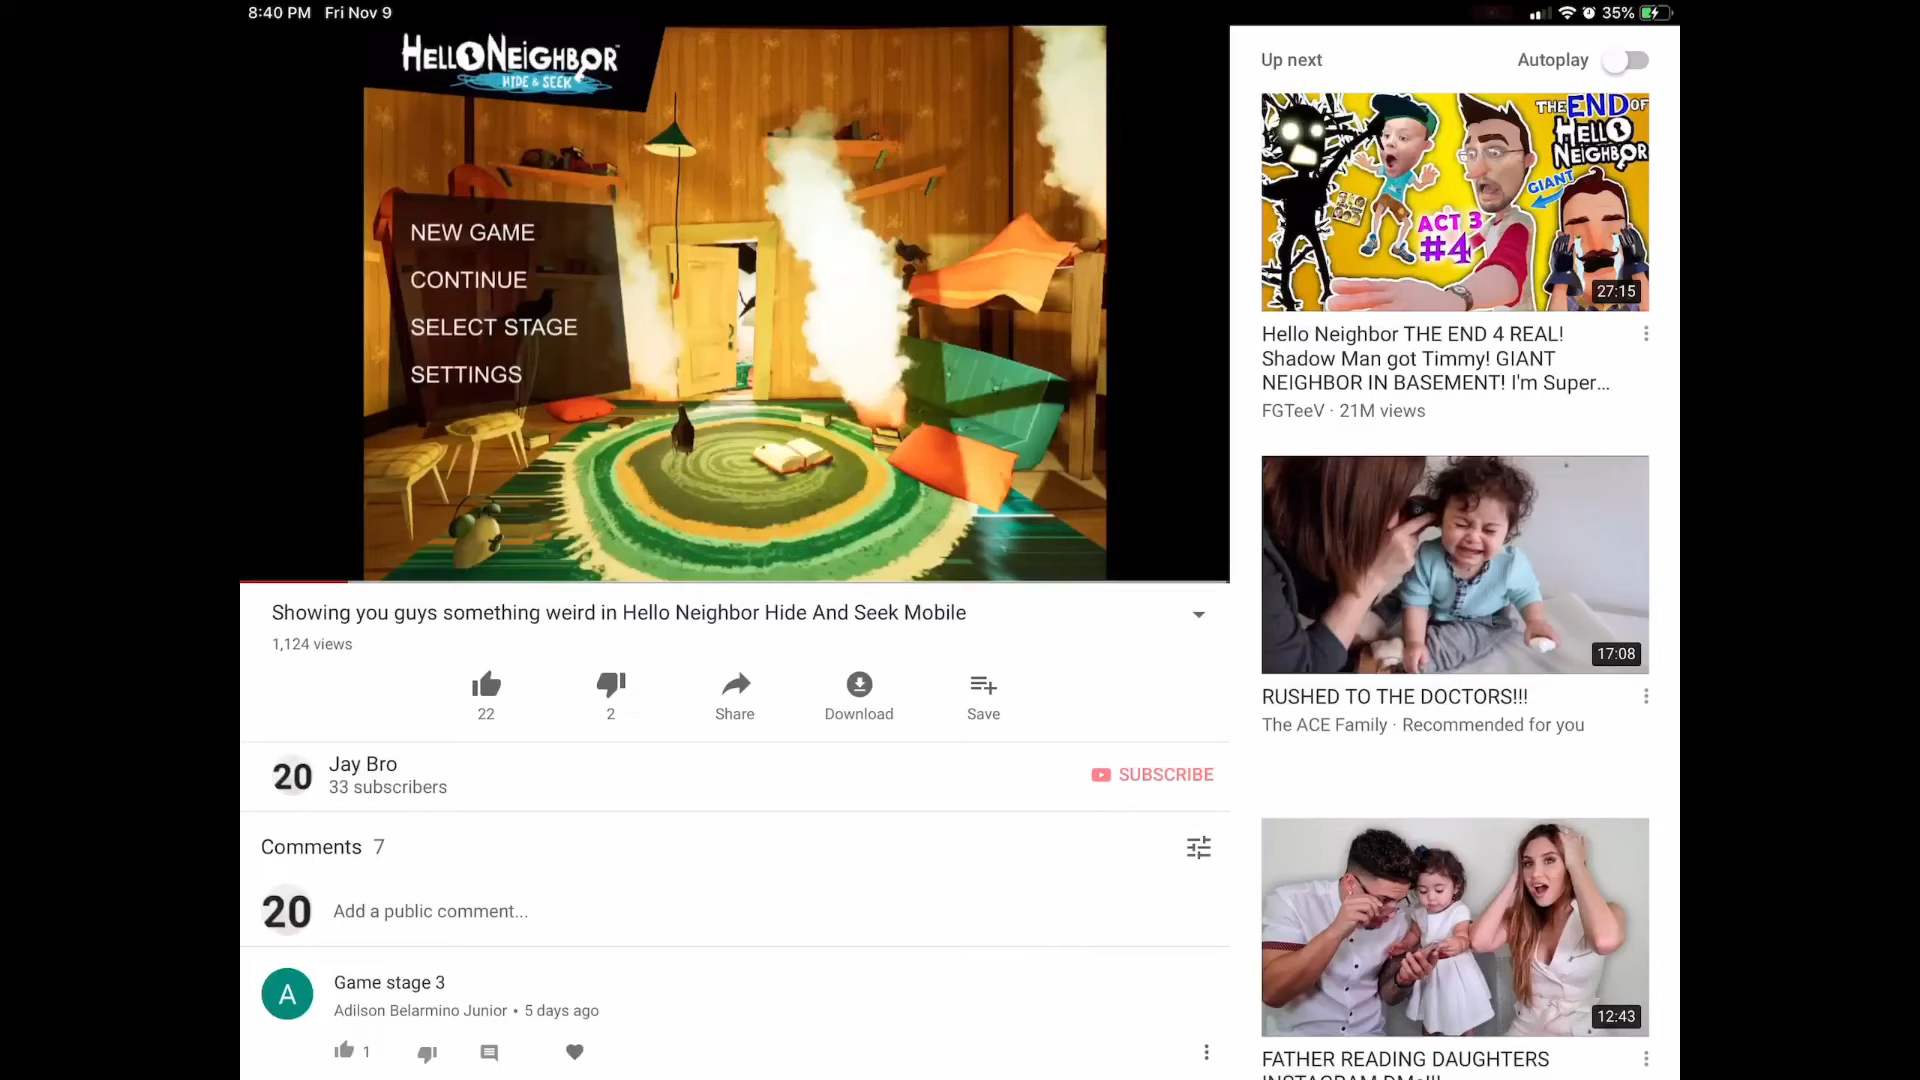 8:40 PM Fri Nov 9
35%
HELLO NEIGHBOR
HIDE & SEEK
NEW GAME
CONTINUE
SELECT STAGE
SETTINGS
Showing you guys something weird in Hello Neighbor Hide And Seek Mobile
1,124 views
22
2
Share
Download
Save
20
Jay Bro
33 subscribers
SUBSCRIBE
Comments 7
20
Add a public comment...
A
Game stage 3
Adilson Belarmino Junior • 5 days ago
1
Up next
Autoplay
THE END OF
HELLO
NEIGHBOR
GIANT
ACT 3
#4
27:15
Hello Neighbor THE END 4 REAL!
Shadow Man got Timmy! GIANT
NEIGHBOR IN BASEMENT! I'm Super...
FGTeeV · 21M views
17:08
RUSHED TO THE DOCTORS!!!
The ACE Family · Recommended for you
12:43
FATHER READING DAUGHTERS
INSTAGRAM DMs!!!